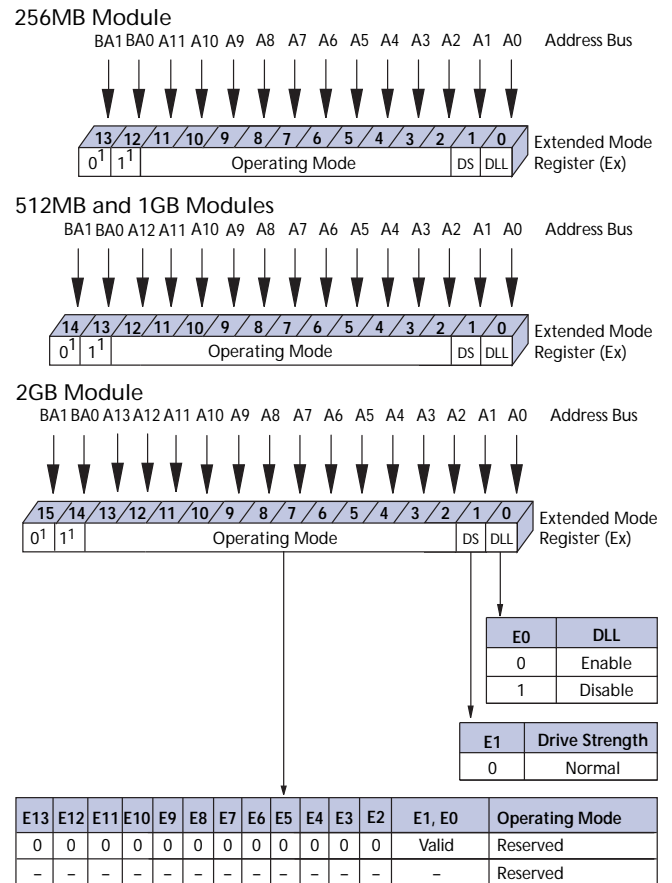 256MB Module
BA1 BA0 A11 A10 A9 A8 A7 A6 A5 A4 A3 A2 A1 A0 Address Bus
13 12 11 10 9 8 7 6 5 4 3 2 1 0
Extended Mode
0¹ 1¹ Operating Mode DS DLL Register (Ex)
512MB and 1GB Modules
BA1 BA0 A12 A11 A10 A9 A8 A7 A6 A5 A4 A3 A2 A1 A0 Address Bus
14 13 12 11 10 9 8 7 6 5 4 3 2 1 0
Extended Mode
0¹ 1¹ Operating Mode DS DLL Register (Ex)
2GB Module
BA1 BA0 A13 A12 A11 A10 A9 A8 A7 A6 A5 A4 A3 A2 A1 A0 Address Bus
15 14 13 12 11 10 9 8 7 6 5 4 3 2 1 0
Extended Mode
0¹ 1¹ Operating Mode DS DLL Register (Ex)
E0 DLL
0 Enable
1 Disable
E1 Drive Strength
0 Normal
E13 E12 E11 E10 E9 E8 E7 E6 E5 E4 E3 E2 E1, E0 Operating Mode
0 0 0 0 0 0 0 0 0 0 0 0 Valid Reserved
– – – – – – – – – – – – – Reserved